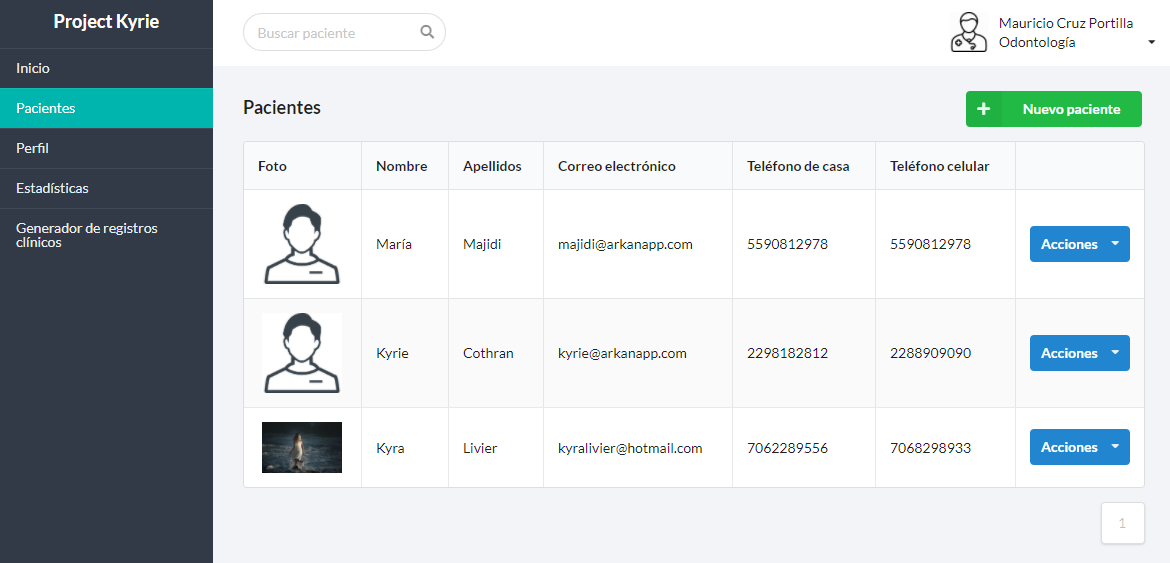 Project Kyrie
Inicio
Pacientes
Perfil
Estadísticas
Generador de registros
clínicos
Buscar paciente
Mauricio Cruz Portilla
Odontología
Pacientes
Nuevo paciente
Foto Nombre Apellidos Correo electrónico Teléfono de casa Teléfono celular
María Majidi majidi@arkanapp.com 5590812978 5590812978 Acciones
Kyrie Cothran kyrie@arkanapp.com 2298182812 2288909090 Acciones
Kyra Livier kyralivier@hotmail.com 7062289556 7068298933 Acciones
1